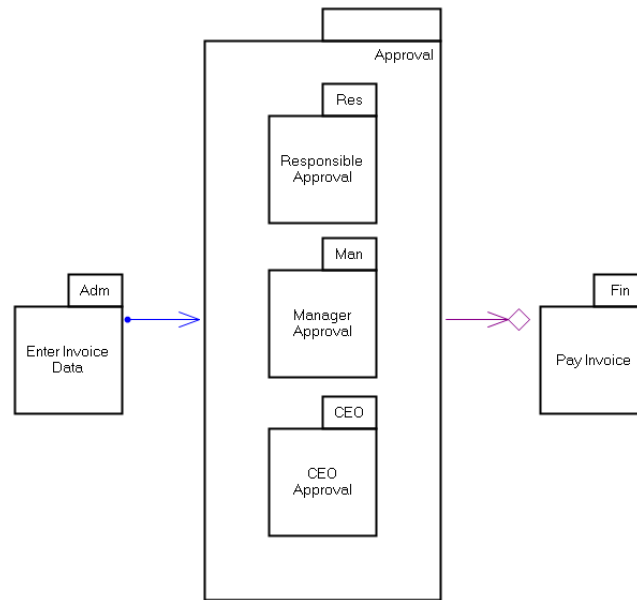 Approval
Res
Responsible
Approval
Man
Manager
Approval
Adm
Enter Invoice
Data
Fin
Pay Invoice
CEO
CEO
Approval